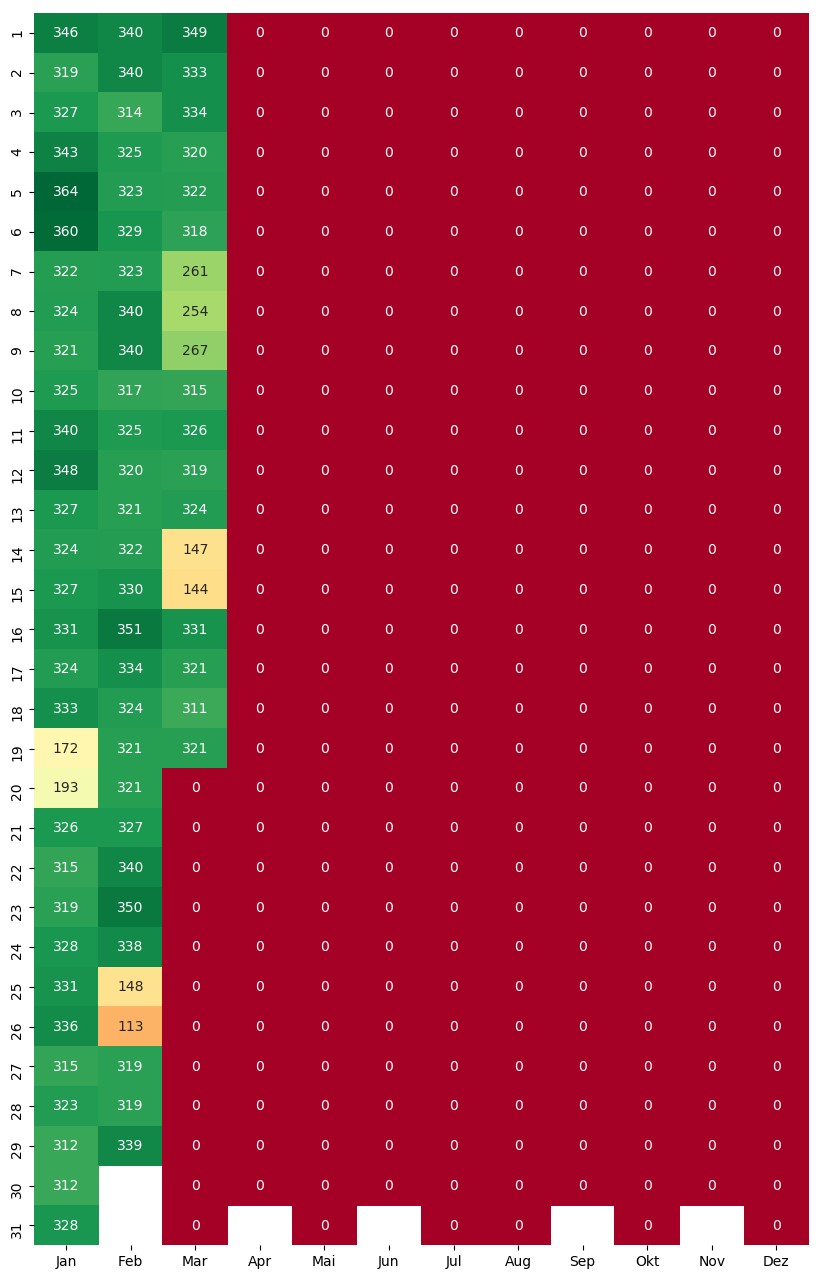 1 346 340 349 0 0 0 0 0 0 0 0 0
2 319 340 333 0 0 0 0 0 0 0 0 0
3 327 314 334 0 0 0 0 0 0 0 0 0
4 343 325 320 0 0 0 0 0 0 0 0 0
5 364 323 322 0 0 0 0 0 0 0 0 0
6 360 329 318 0 0 0 0 0 0 0 0 0
7 322 323 261 0 0 0 0 0 0 0 0 0
8 324 340 254 0 0 0 0 0 0 0 0 0
9 321 340 267 0 0 0 0 0 0 0 0 0
10 325 317 315 0 0 0 0 0 0 0 0 0
11 340 325 326 0 0 0 0 0 0 0 0 0
12 348 320 319 0 0 0 0 0 0 0 0 0
13 327 321 324 0 0 0 0 0 0 0 0 0
14 324 322 147 0 0 0 0 0 0 0 0 0
15 327 330 144 0 0 0 0 0 0 0 0 0
16 331 351 331 0 0 0 0 0 0 0 0 0
17 324 334 321 0 0 0 0 0 0 0 0 0
18 333 324 311 0 0 0 0 0 0 0 0 0
19 172 321 321 0 0 0 0 0 0 0 0 0
20 193 321 0 0 0 0 0 0 0 0 0 0
21 326 327 0 0 0 0 0 0 0 0 0 0
22 315 340 0 0 0 0 0 0 0 0 0 0
23 319 350 0 0 0 0 0 0 0 0 0 0
24 328 338 0 0 0 0 0 0 0 0 0 0
25 331 148 0 0 0 0 0 0 0 0 0 0
26 336 113 0 0 0 0 0 0 0 0 0 0
27 315 319 0 0 0 0 0 0 0 0 0 0
28 323 319 0 0 0 0 0 0 0 0 0 0
29 312 339 0 0 0 0 0 0 0 0 0 0
30 312 0 0 0 0 0 0 0 0 0 0
31 328 0 0 0 0 0 0
Jan Feb Mar Apr Mai Jun Jul Aug Sep Okt Nov Dez